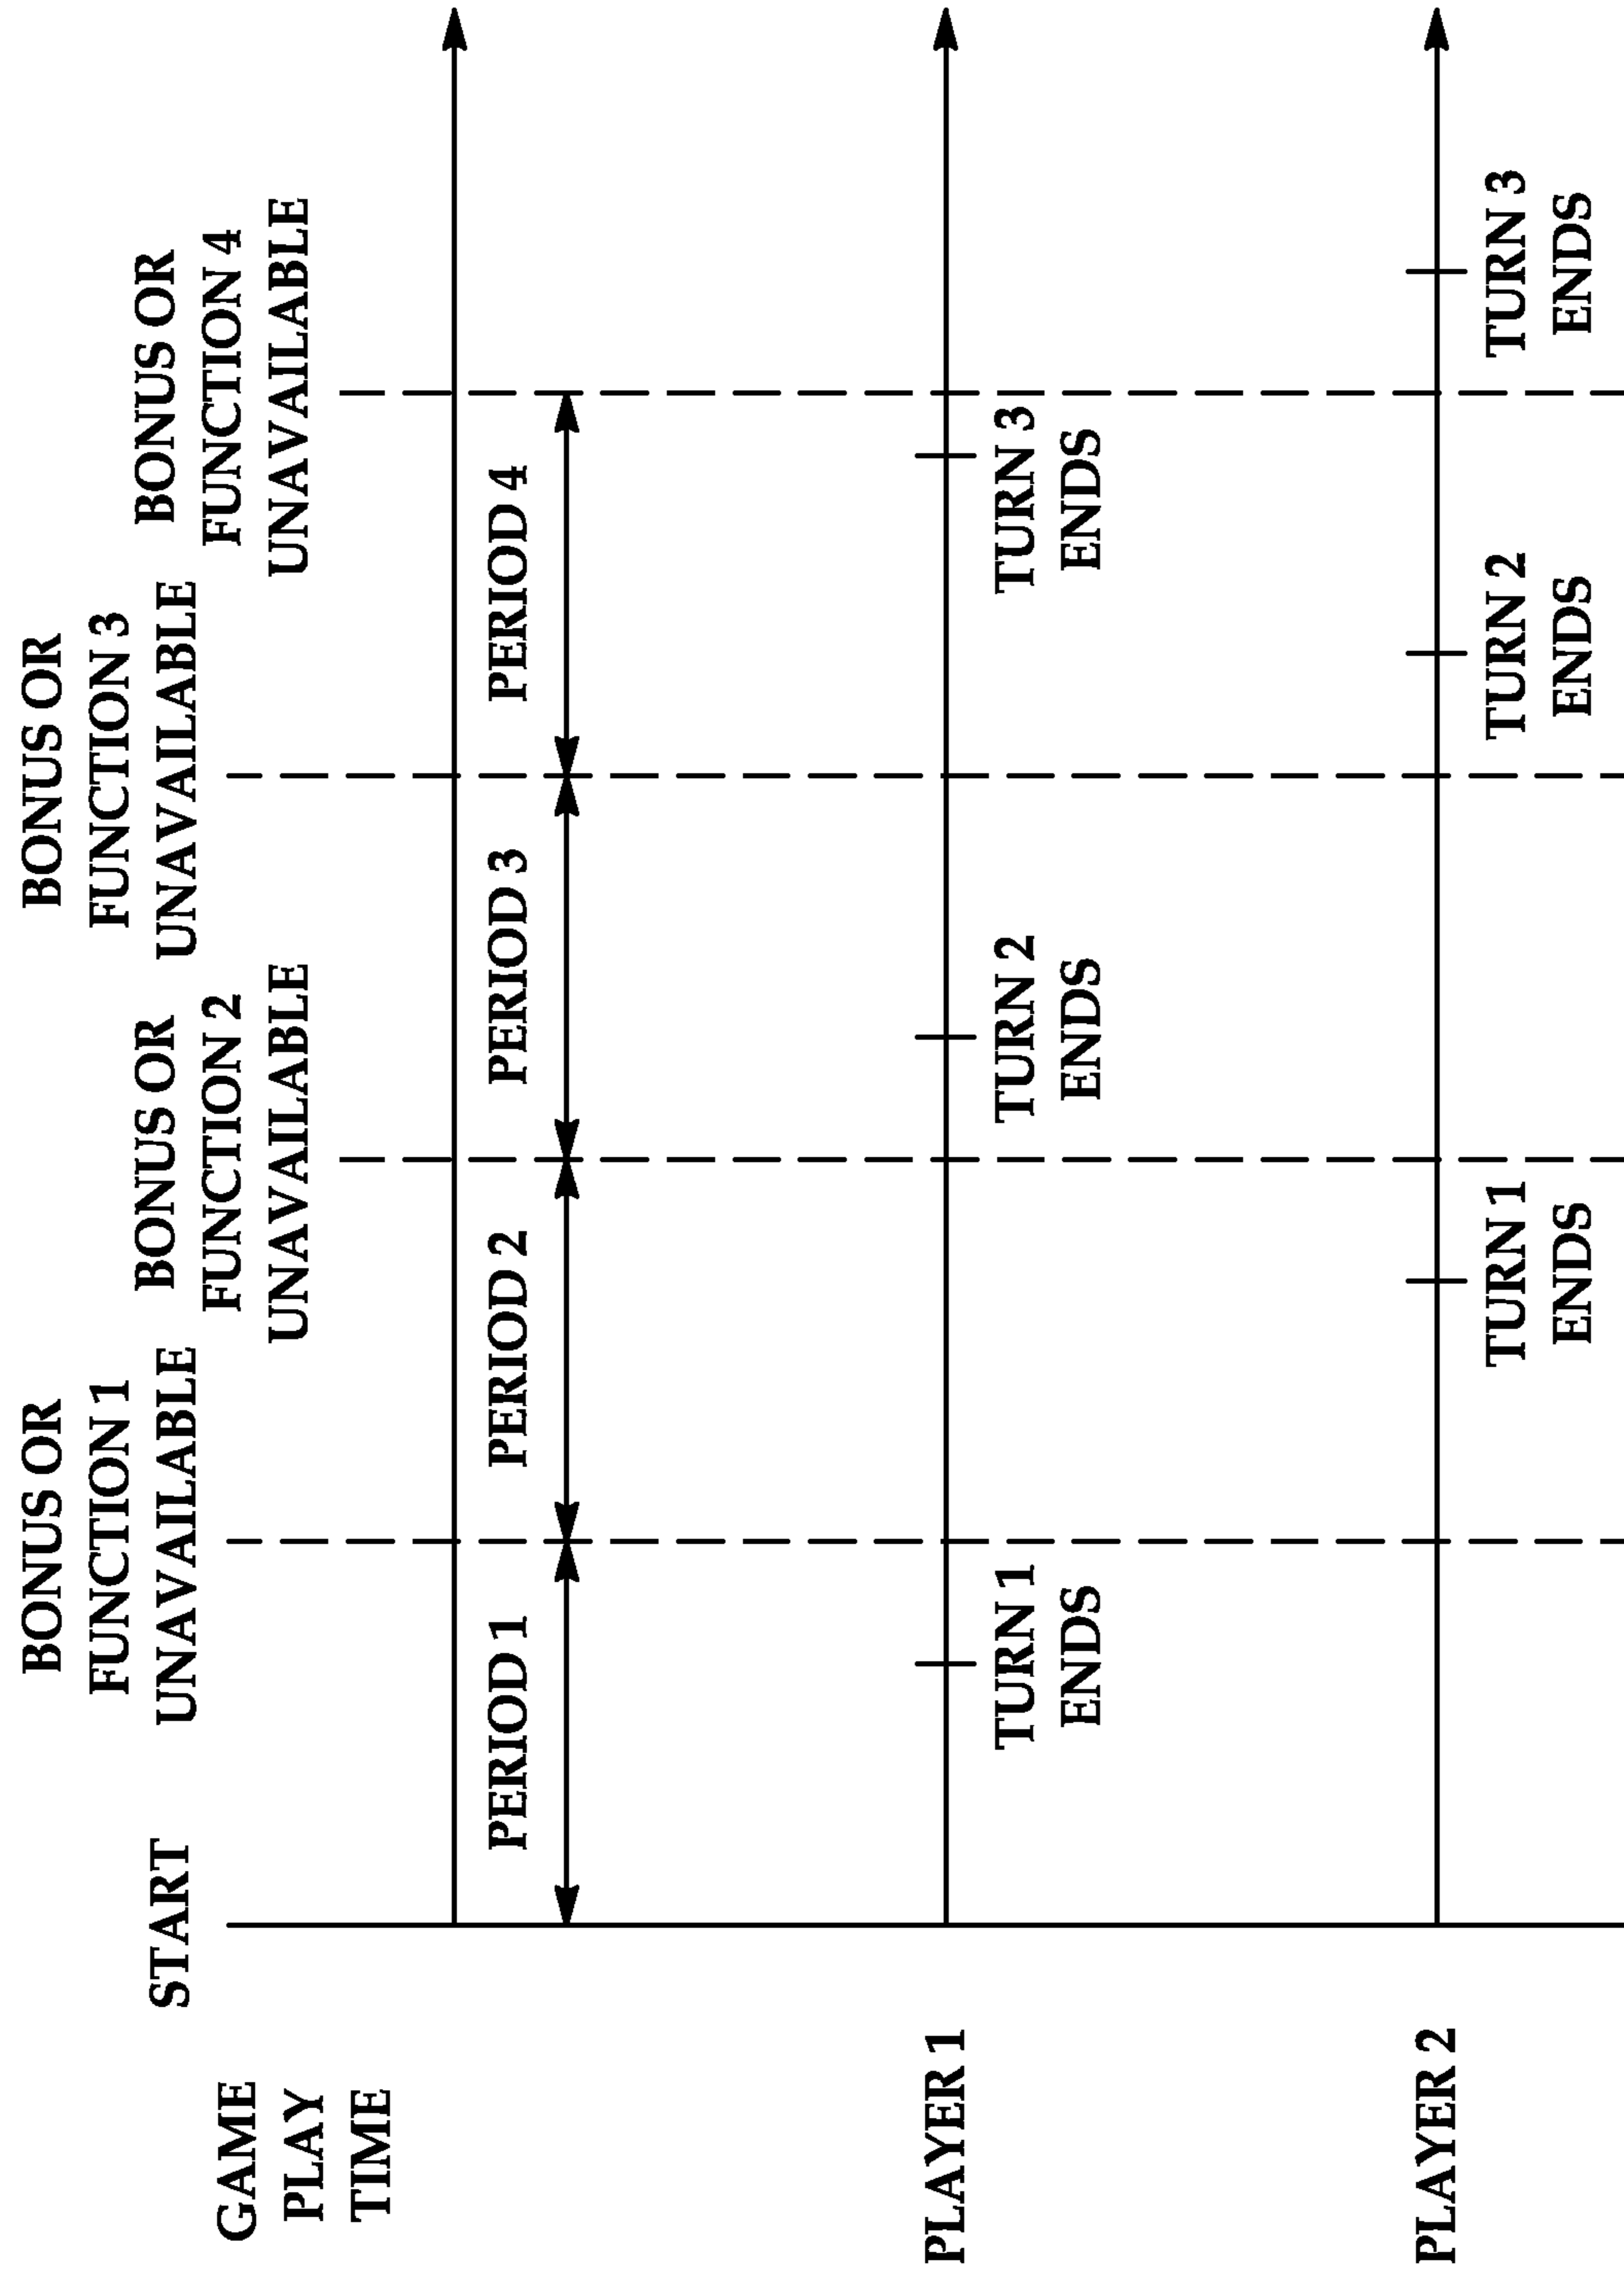 BONUS OR
FUNCTION 1
UNAVAILABLE
BONUS OR
FUNCTION 3
UNAVAILABLE
START
BONUS OR
FUNCTION 2
UNAVAILABLE
BONUS OR
FUNCTION 4
UNAVAILABLE
GAME
PLAY
TIME
PERIOD 1
PERIOD 2
PERIOD 3
PERIOD 4
PLAYER 1
TURN 1
ENDS
TURN 2
ENDS
TURN 3
ENDS
PLAYER 2
TURN 1
ENDS
TURN 2
ENDS
TURN 3
ENDS